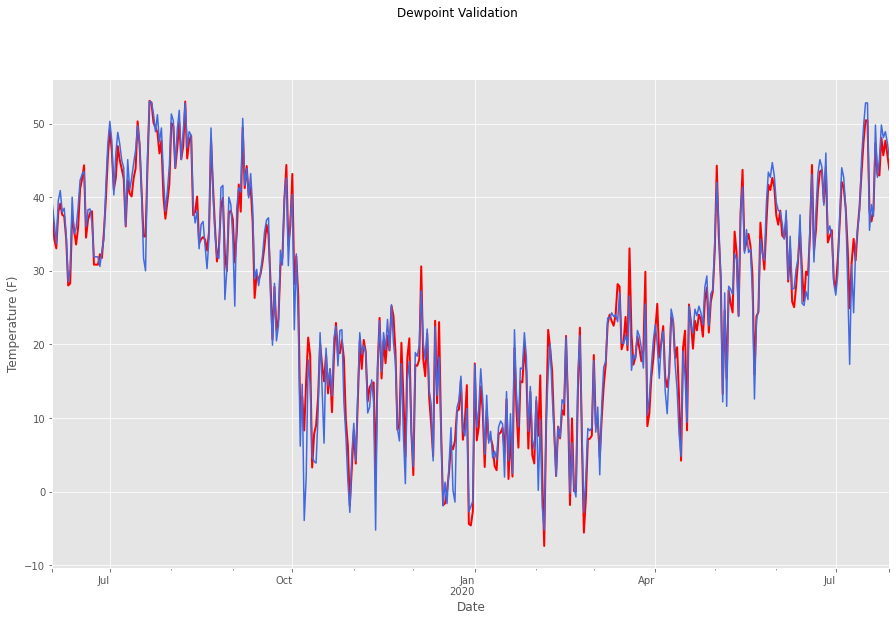 Dewpoint Validation
Temperature (F)
50
40
30
20
10
0
−10
Jul
Oct
Jan
2020
Apr
Jul
Date